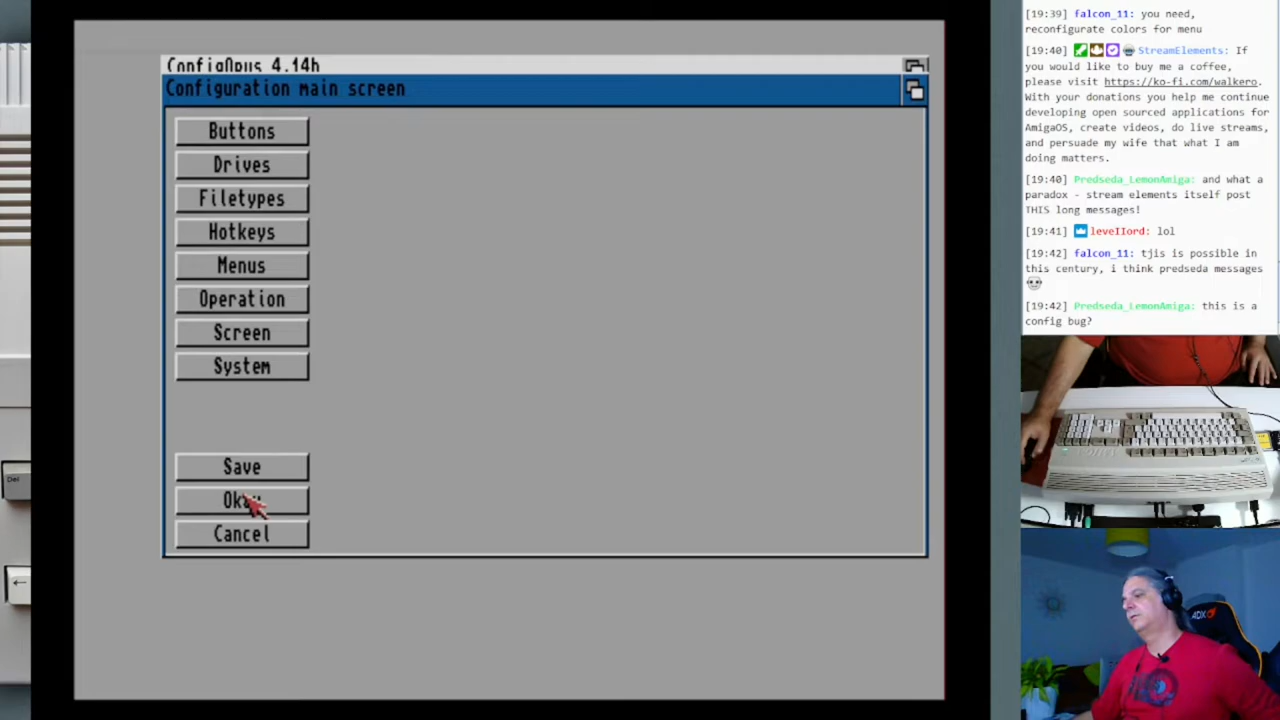 ConfigOpus 4.14h
Configuration main screen
Buttons
Drives
Filetypes
Hotkeys
Menus
Operation
Screen
System
Save
Okay
Cancel
Del
[19:39] falcon_11: you need,
reconfigurate colors for menu
[19:40] StreamElements: If
you would like to buy me a coffee,
please visit https://ko-fi.com/walkero.
With your donations you help me continue
developing open sourced applications for
AmigaOS, create videos, do live streams,
and persuade my wife that what I am
doing matters.
[19:40] Predseda_LemonAmiga: and what a
paradox - stream elements itself post
THIS long messages!
[19:41] leveIIord: lol
[19:42] falcon_11: tjis is possible in
this century, i think predseda messages
[19:42] Predseda_LemonAmiga: this is a
config bug?